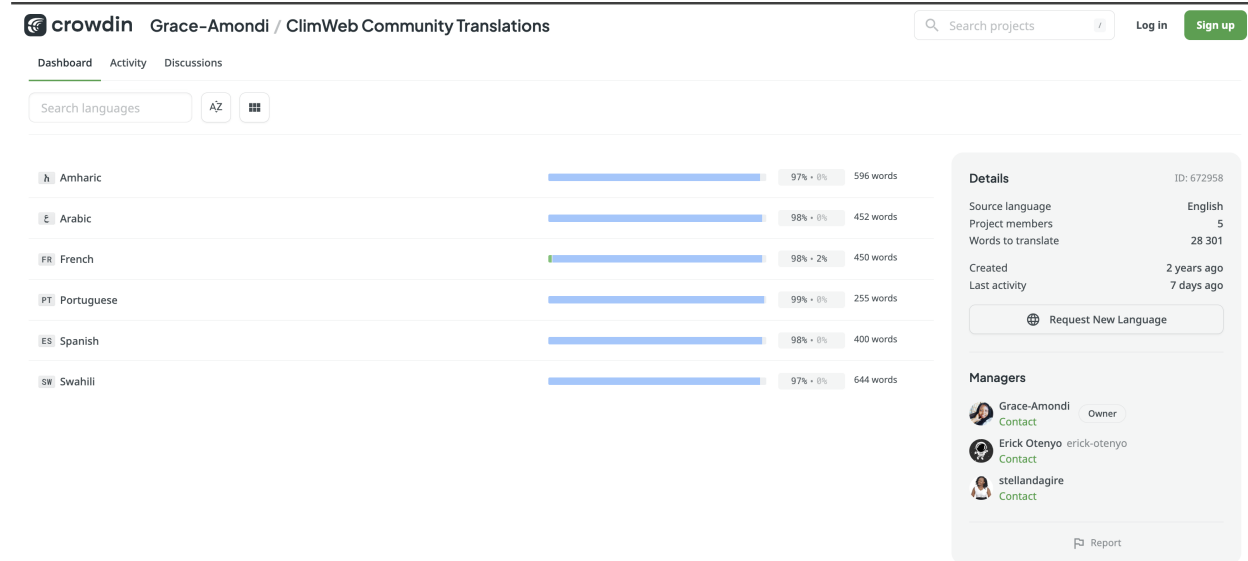 crowdin Grace-Amondi / ClimWeb Community Translations
Search projects / Log in Sign up
Dashboard Activity Discussions
Search languages AZ
ከ Amharic 97% • 0% 596 words
ع Arabic 98% • 0% 452 words
FR French 98% • 2% 450 words
PT Portuguese 99% • 0% 255 words
ES Spanish 98% • 0% 400 words
SW Swahili 97% • 0% 644 words
Details ID: 672958
Source language English
Project members 5
Words to translate 28 301
Created 2 years ago
Last activity 7 days ago
Request New Language
Managers
Grace-Amondi Owner
Contact
Erick Otenyo erick-otenyo
Contact
stellandagire
Contact
Report